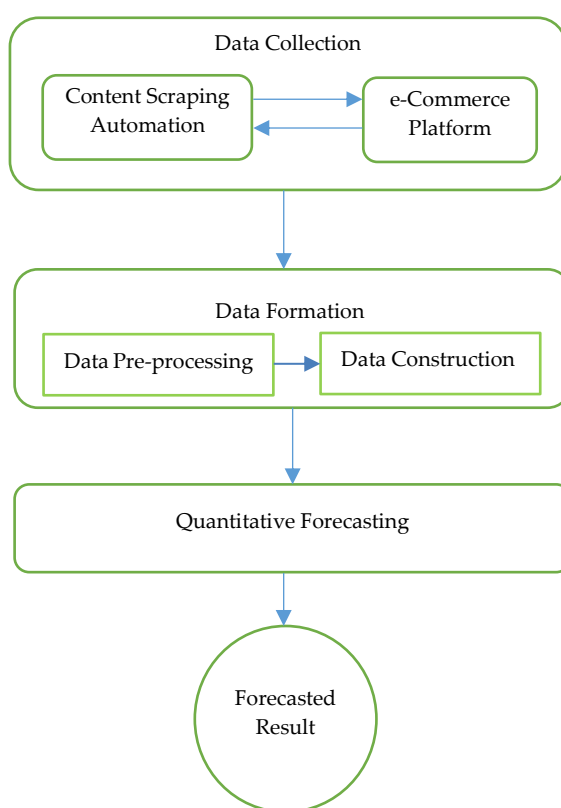 Data Collection
Content Scraping
Automation
e-Commerce
Platform
Data Formation
Data Pre-processing
Data Construction
Quantitative Forecasting
Forecasted
Result